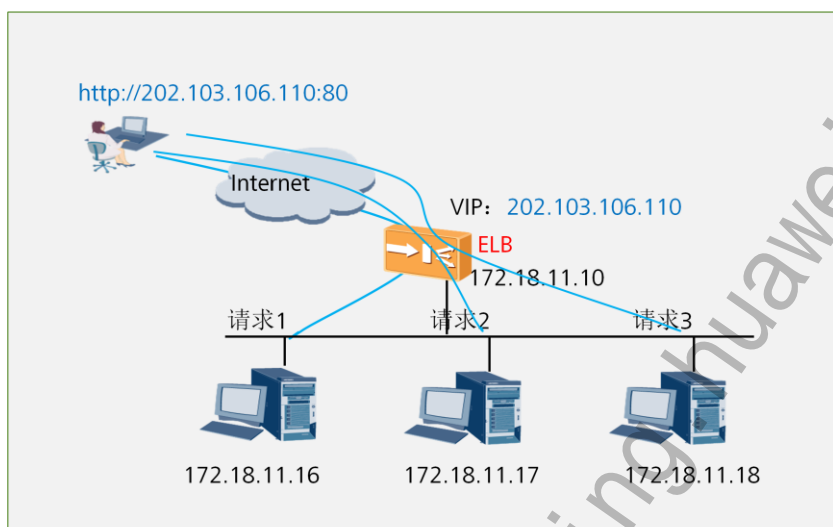 http://202.103.106.110:80
Internet
VIP: 202.103.106.110
ELB
172.18.11.10
请求1 请求2 请求3
172.18.11.16 172.18.11.17 172.18.11.18
ing.huawei